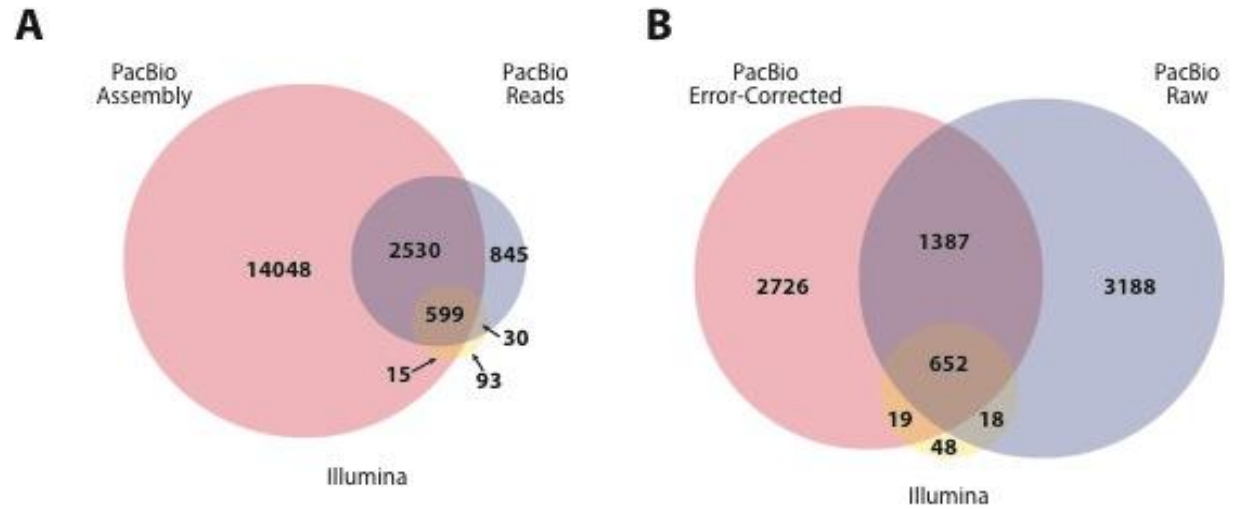 A
PacBio
Assembly
PacBio
Reads
14048
2530
845
599
30
15
93
Illumina
B
PacBio
Error-Corrected
PacBio
Raw
2726
1387
3188
652
19
18
48
Illumina